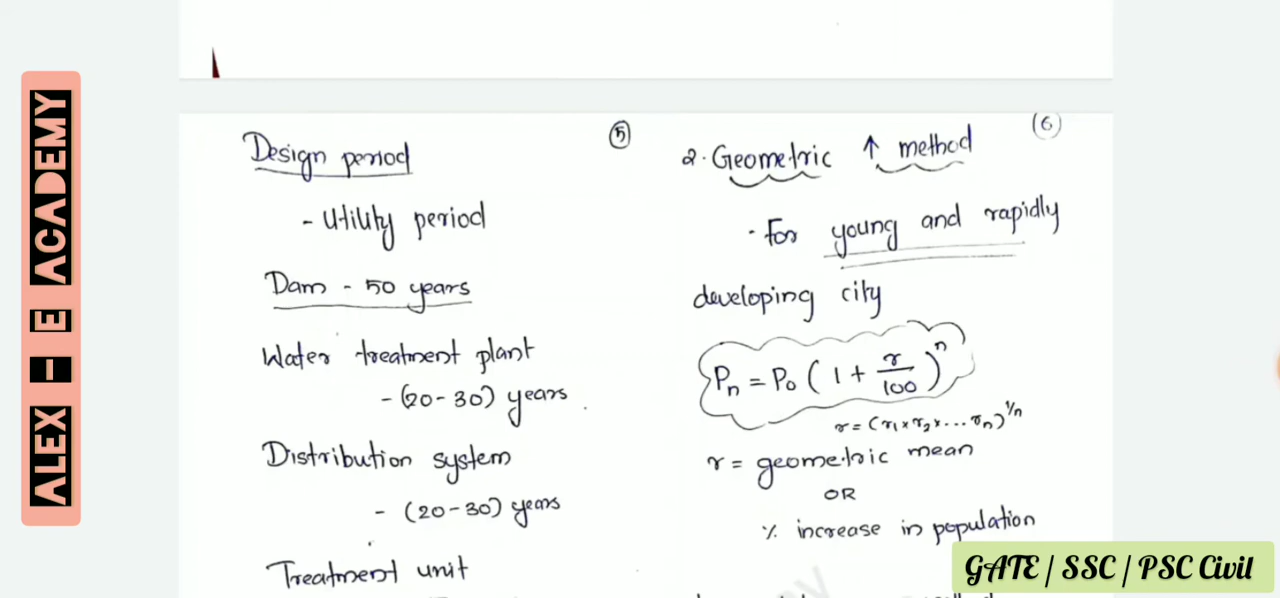 ALEX - E ACADEMY
5
Design period
- Utility period
Dam - 50 years
Water treatment plant
- (20-30) years
Distribution system
- (20-30) years
Treatment unit
(6)
2. Geometric ↑ method
· For young and rapidly
developing city
Pn = P0 (1 + r/100)^n
r = (r1 × r2 × ... rn)^1/n
r = geometric mean
OR
% increase in population
GATE / SSC / PSC Civil